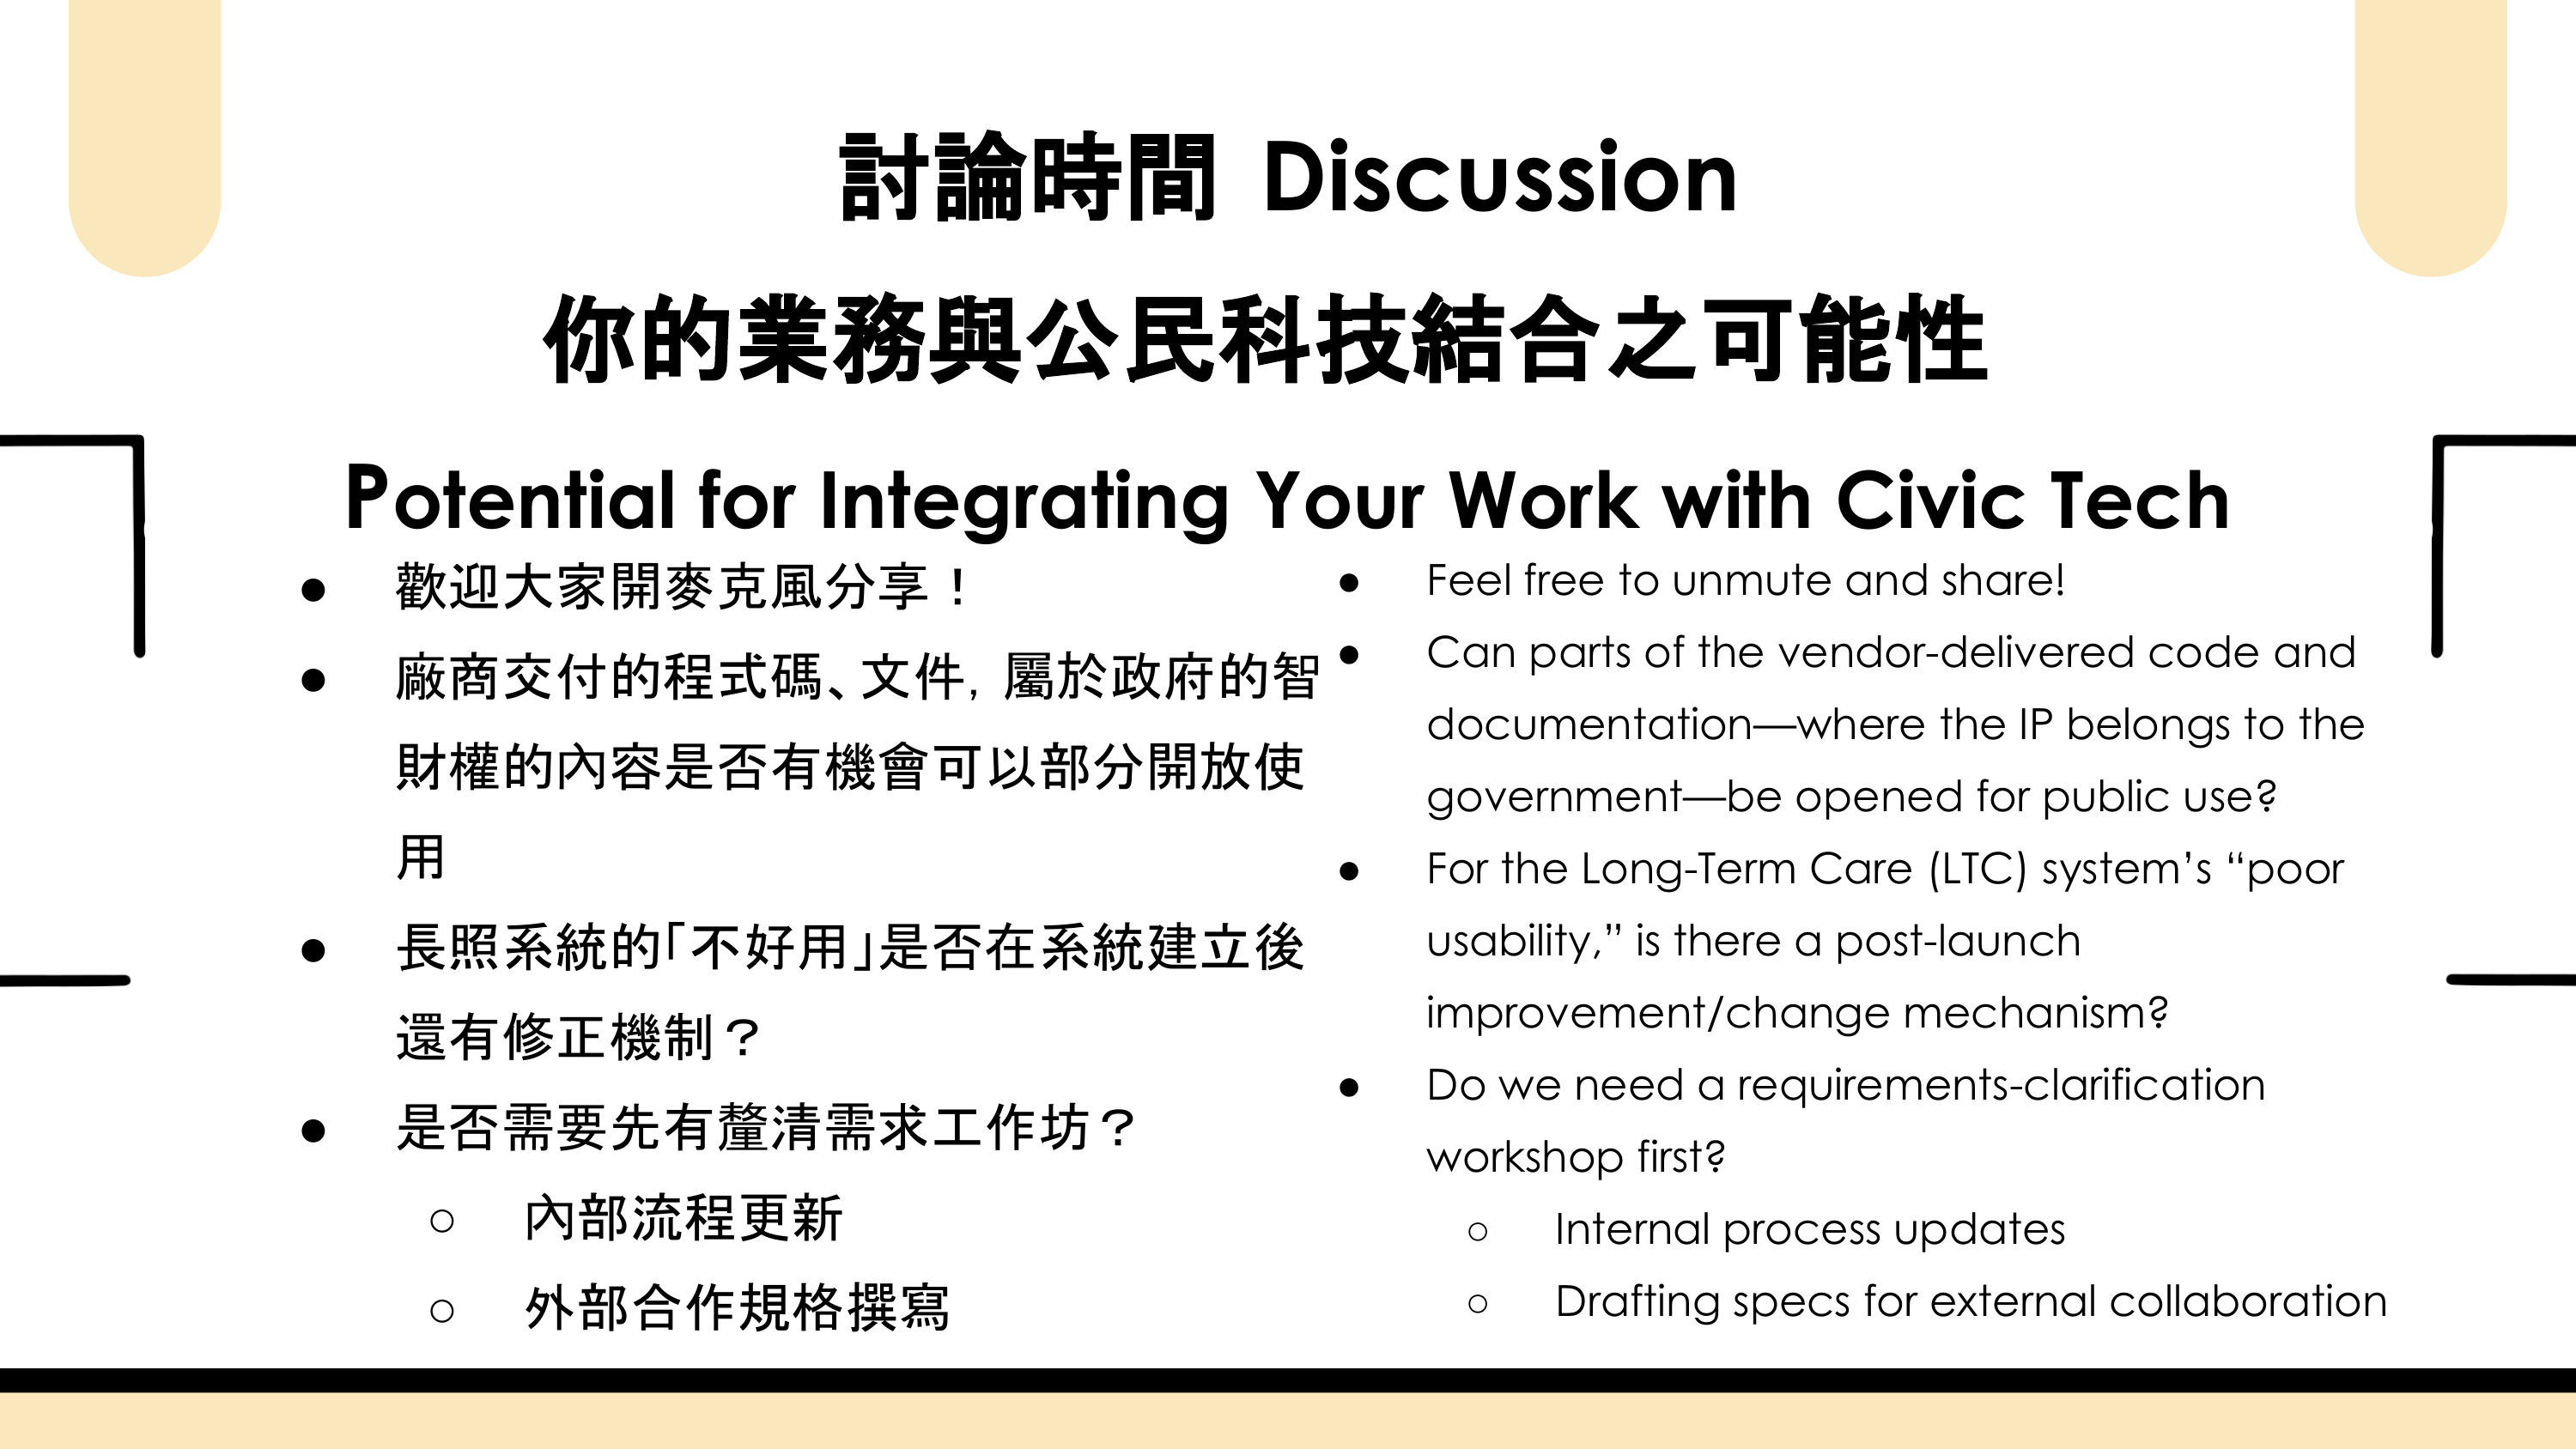 討論時間 Discussion
你的業務與公民科技結合之可能性
Potential for Integrating Your Work with Civic Tech
● 歡迎大家開麥克風分享！
● 廠商交付的程式碼、文件，屬於政府的智
財權的內容是否有機會可以部分開放使
用
● 長照系統的「不好用」是否在系統建立後
還有修正機制？
● 是否需要先有釐清需求工作坊？
○ 內部流程更新
○ 外部合作規格撰寫
● Feel free to unmute and share!
● Can parts of the vendor-delivered code and
documentation—where the IP belongs to the
government—be opened for public use?
● For the Long-Term Care (LTC) system’s “poor
usability,” is there a post-launch
improvement/change mechanism?
● Do we need a requirements-clarification
workshop first?
○ Internal process updates
○ Drafting specs for external collaboration